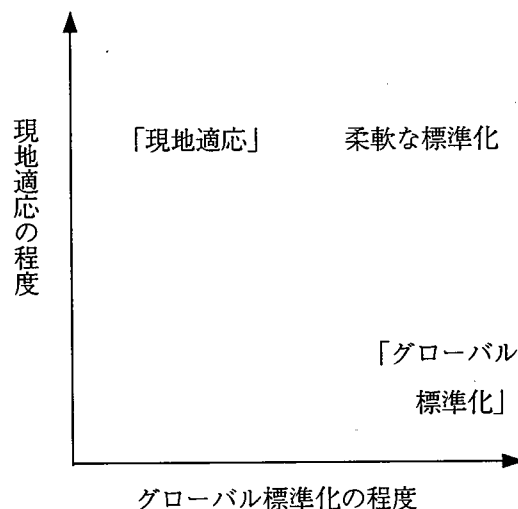 現地適応の程度
「現地適応」
柔軟な標準化
「グローバル
標準化」
グローバル標準化の程度